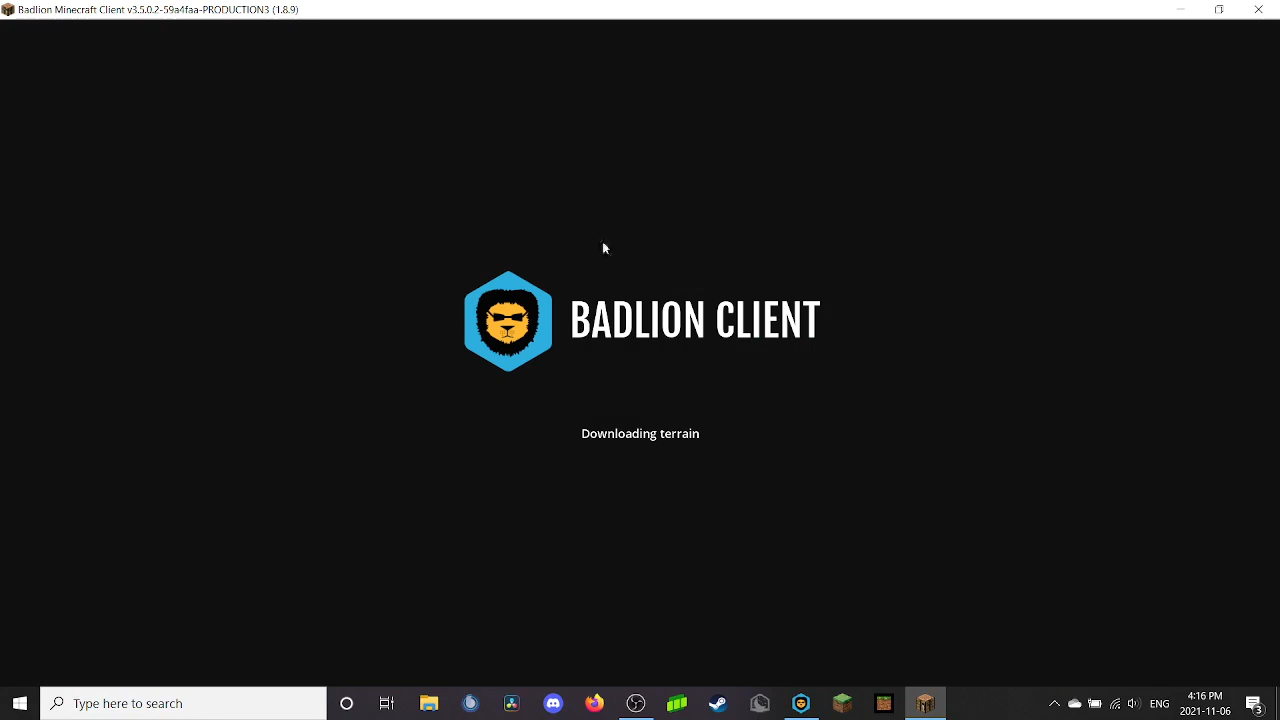 Badlion Minecraft Client v3.5.0.2-59a4faa-PRODUCTION3 (1.8.9)
BADLION CLIENT
Downloading terrain
Type here to search
ENG
4:16 PM
2021-11-06
3